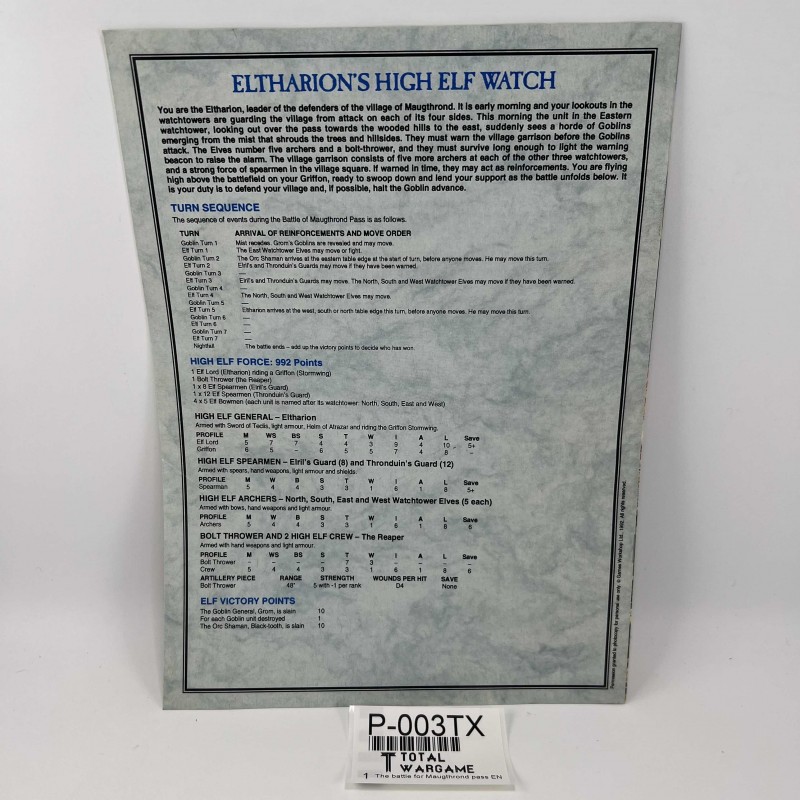 ELTHARION'S HIGH ELF WATCH
You are the Eltharion, leader of the defenders of the village of Maugthrond. It is early morning and your lookouts in the
watchtowers are guarding the village from attack on each of its four sides. This morning the unit in the Eastern
watchtower, looking out over the pass towards the wooded hills to the east, suddenly sees a horde of Goblins
emerging from the mist that shrouds the trees and hillsides. They must warn the village garrison before the Goblins
attack. The Elves number five archers and a bolt-thrower, and they must survive long enough to light the warning
beacon to raise the alarm. The village garrison consists of five more archers at each of the other three watchtowers,
and a strong force of spearmen in the village square. If warned in time, they may act as reinforcements. You are flying
high above the battlefield on your Griffon, ready to swoop down and lend your support as the battle unfolds below. It
is your duty is to defend your village and, if possible, halt the Goblin advance.
TURN SEQUENCE
The sequence of events during the Battle of Maugthrond Pass is as follows.
TURN ARRIVAL OF REINFORCEMENTS AND MOVE ORDER
Goblin Turn 1 Mist recedes. Grom's Goblins are revealed and may move.
Elf Turn 1 The East Watchtower Elves may move or fight.
Goblin Turn 2 The Orc Shaman arrives at the eastern table edge at the start of turn, before anyone moves. He may move this turn.
Elf Turn 2 Elril's and Thronduin's Guards may move if they have been warned.
Goblin Turn 3 —
Elf Turn 3 Elril's and Thronduin's Guards may move. The North, South and West Watchtower Elves may move if they have been warned.
Goblin Turn 4 —
Elf Turn 4 The North, South and West Watchtower Elves may move.
Goblin Turn 5 —
Elf Turn 5 Eltharion arrives at the west, south or north table edge this turn, before anyone moves. He may move this turn.
Goblin Turn 6 —
Elf Turn 6 —
Goblin Turn 7 —
Elf Turn 7 —
Nightfall The battle ends – add up the victory points to decide who has won.
HIGH ELF FORCE: 992 Points
1 Elf Lord (Eltharion) riding a Griffon (Stormwing)
1 Bolt Thrower (the Reaper)
1 x 8 Elf Spearmen (Elril's Guard)
1 x 12 Elf Spearmen (Thronduin's Guard)
4 x 5 Elf Bowmen (each unit is named after its watchtower: North, South, East and West)
HIGH ELF GENERAL – Eltharion
Armed with Sword of Teclis, light armour, Helm of Atrazar and riding the Griffon Stormwing.
PROFILE M WS BS S T W I A L Save
Elf Lord 5 7 7 4 4 3 9 4 10 5+
Griffon 6 5 – 6 5 5 7 4 8 –
HIGH ELF SPEARMEN – Elril's Guard (8) and Thronduin's Guard (12)
Armed with spears, hand weapons, light armour and shields.
PROFILE M W B S T W I A L Save
Spearman 5 4 4 3 3 1 6 1 8 5+
HIGH ELF ARCHERS – North, South, East and West Watchtower Elves (5 each)
Armed with bows, hand weapons and light armour.
PROFILE M W B S T W I A L Save
Archers 5 4 4 3 3 1 6 1 8 6
BOLT THROWER AND 2 HIGH ELF CREW – The Reaper
Armed with hand weapons and light armour.
PROFILE M WS BS S T W I A L Save
Bolt Thrower – – – – 7 3 – – – –
Crew 5 4 4 3 3 1 6 1 8 6
ARTILLERY PIECE RANGE STRENGTH WOUNDS PER HIT SAVE
Bolt Thrower 48" 5 with -1 per rank D4 None
ELF VICTORY POINTS
The Goblin General, Grom, is slain 10
For each Goblin unit destroyed 1
The Orc Shaman, Black-tooth, is slain 10
Permission granted to photocopy for personal use only. © Games Workshop Ltd., 1992. All rights reserved.
P-003TX
TOTAL
WARGAME
1 The battle for Maugthrond pass EN